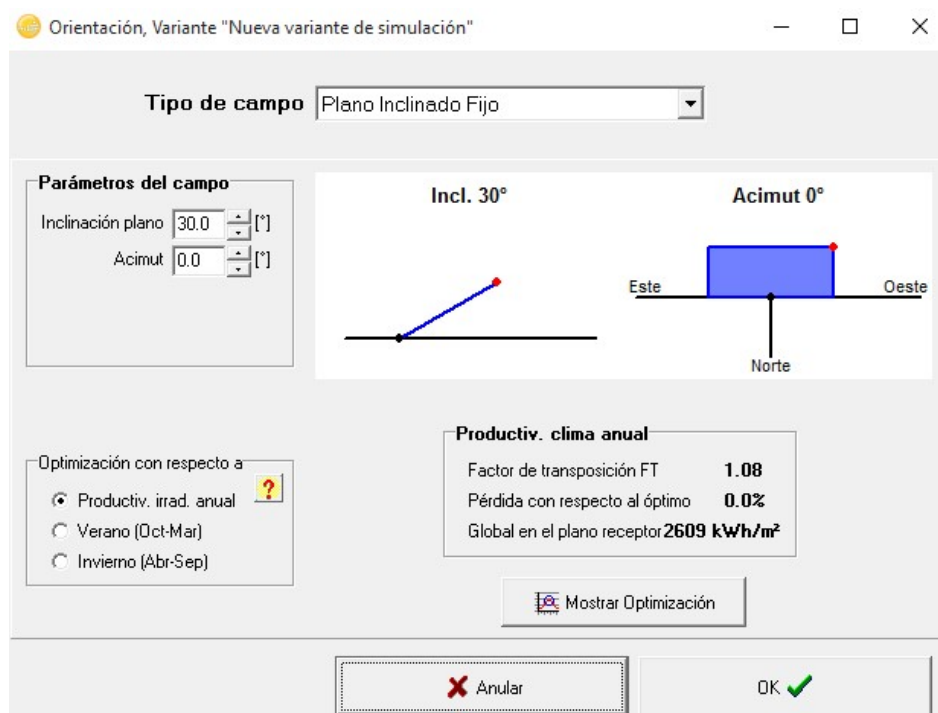 Orientación, Variante "Nueva variante de simulación"
Tipo de campo Plano Inclinado Fijo
Parámetros del campo
Inclinación plano 30.0 [°]
Acimut 0.0 [°]
Incl. 30°
Acimut 0°
Este
Oeste
Norte
Optimización con respecto a
?
Productiv. irrad. anual
Verano (Oct-Mar)
Invierno (Abr-Sep)
Productiv. clima anual
Factor de transposición FT 1.08
Pérdida con respecto al óptimo 0.0%
Global en el plano receptor 2609 kWh/m²
Mostrar Optimización
Anular
OK